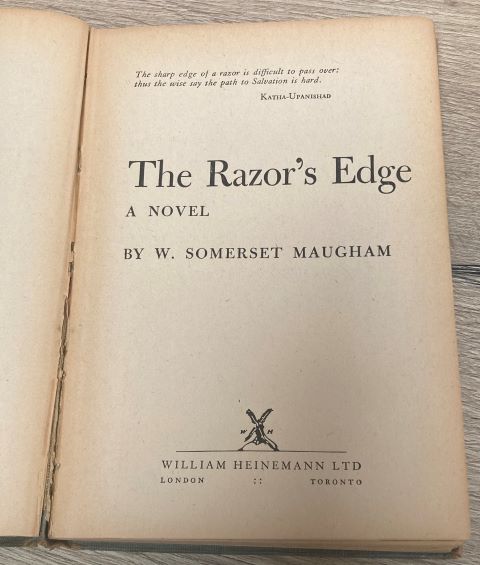 The sharp edge of a razor is difficult to pass over;
thus the wise say the path to Salvation is hard.
KATHA-UPANISHAD
The Razor's Edge
A NOVEL
BY W. SOMERSET MAUGHAM
W H
WILLIAM HEINEMANN LTD
LONDON :: TORONTO